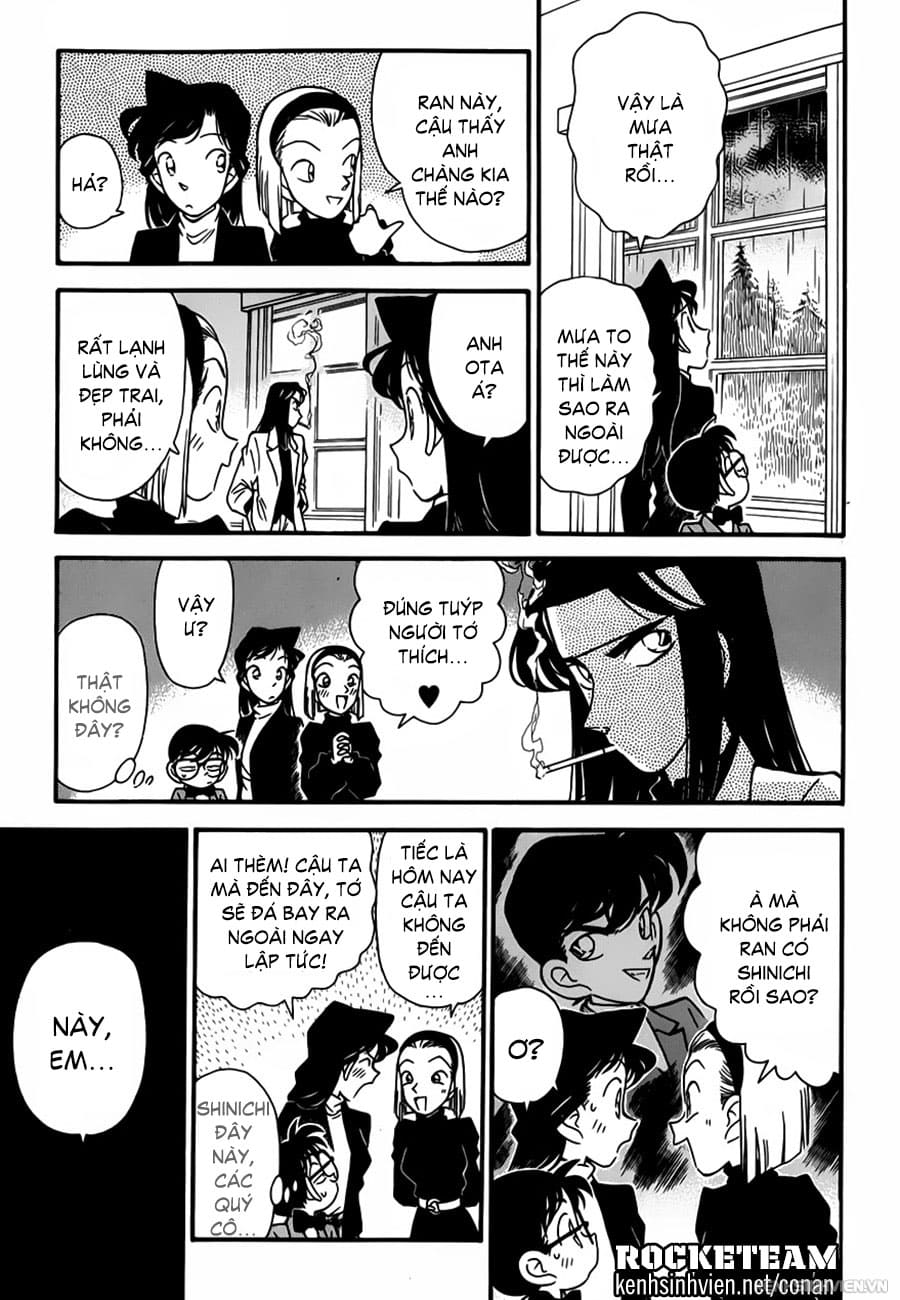 VẬY LÀ
MƯA
THẬT
RỒI...
MƯA TO
THẾ NÀY
THÌ LÀM
SAO RA
NGOÀI
ĐƯỢC...
RAN NÀY,
CẬU THẤY
ANH
CHÀNG KIA
THẾ NÀO?
HẢ?
ANH
OTA
Á?
RẤT LẠNH
LÙNG VÀ
ĐẸP TRAI,
PHẢI
KHÔNG...
ĐÚNG TUÝP
NGƯỜI TỚ
THÍCH...
♥
VẬY
Ư?
THẬT
KHÔNG
ĐÂY?
À MÀ
KHÔNG PHẢI
RAN CÓ
SHINICHI
RỒI SAO?
Ơ?
TIẾC LÀ
HÔM NAY
CẬU TA
KHÔNG
ĐẾN
ĐƯỢC
...
AI THÈM! CẬU TA
MÀ ĐẾN ĐÂY, TỚ
SẼ ĐÁ BAY RA
NGOÀI NGAY
LẬP TỨC!
SHINICHI
ĐÂY
NÀY,
CÁC
QUÝ
CÔ...
NÀY,
EM...
ROCKETEAM
kenhsinhvien.net/conan